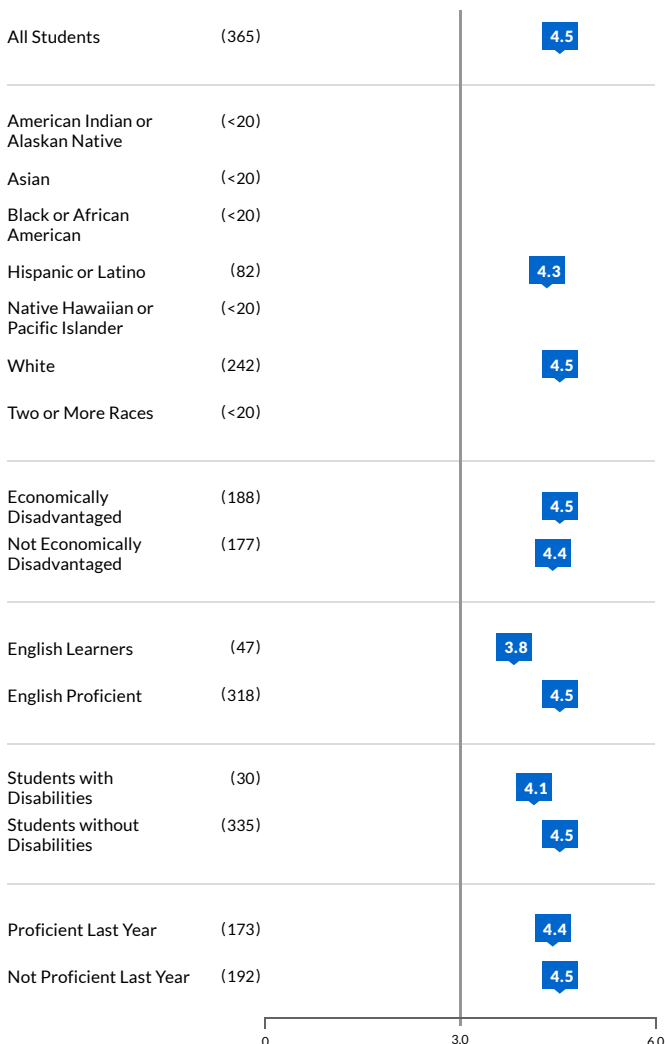 All Students (365) 4.5
American Indian or (<20)
Alaskan Native
Asian (<20)
Black or African (<20)
American
Hispanic or Latino (82) 4.3
Native Hawaiian or (<20)
Pacific Islander
White (242) 4.5
Two or More Races (<20)
Economically (188) 4.5
Disadvantaged
Not Economically (177) 4.4
Disadvantaged
English Learners (47) 3.8
English Proficient (318) 4.5
Students with (30) 4.1
Disabilities
Students without (335) 4.5
Disabilities
Proficient Last Year (173) 4.4
Not Proficient Last Year (192) 4.5
0 3.0 6.0